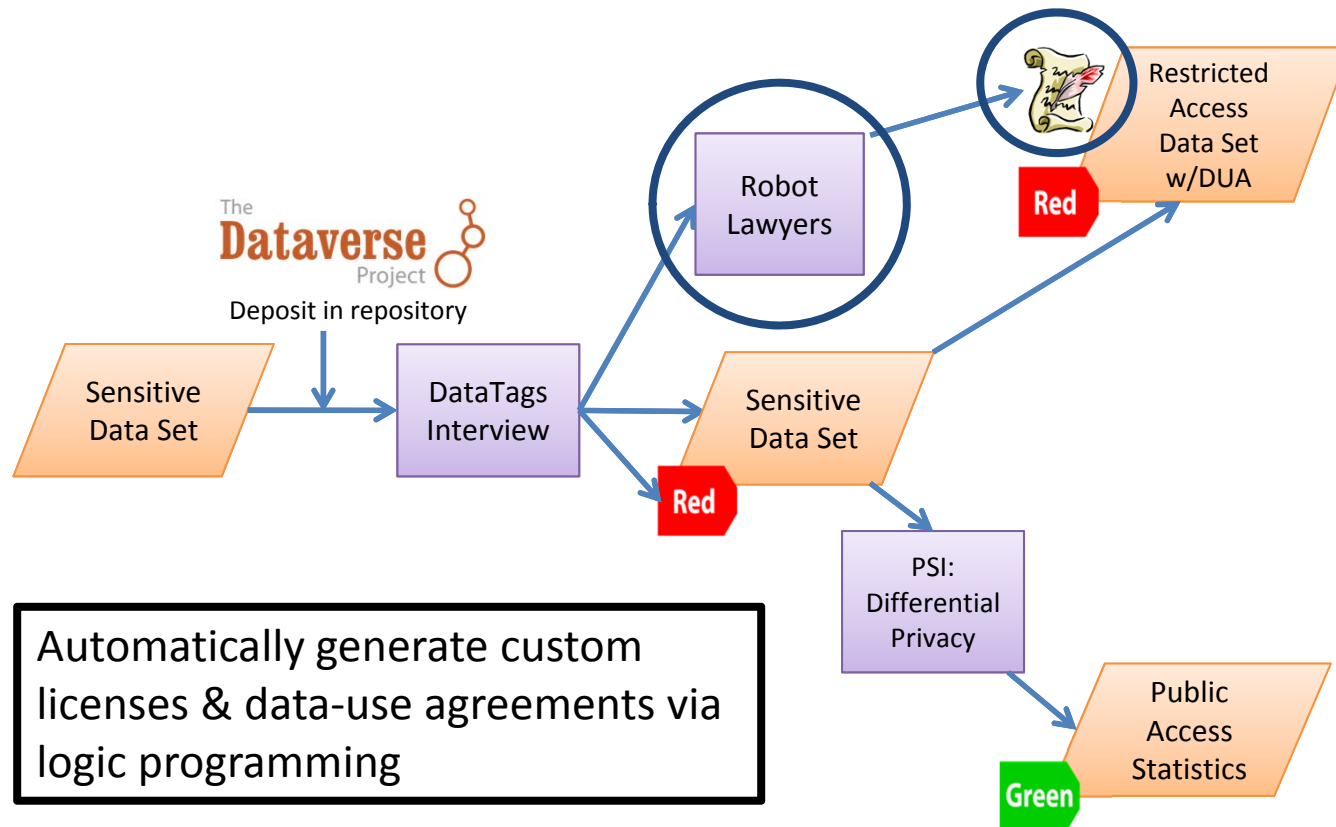 The
Dataverse
Project
Deposit in repository
Sensitive
Data Set
DataTags
Interview
Robot
Lawyers
Restricted
Access
Data Set
w/DUA
Red
Sensitive
Data Set
Red
PSI:
Differential
Privacy
Public
Access
Statistics
Green
Automatically generate custom
licenses & data-use agreements via
logic programming